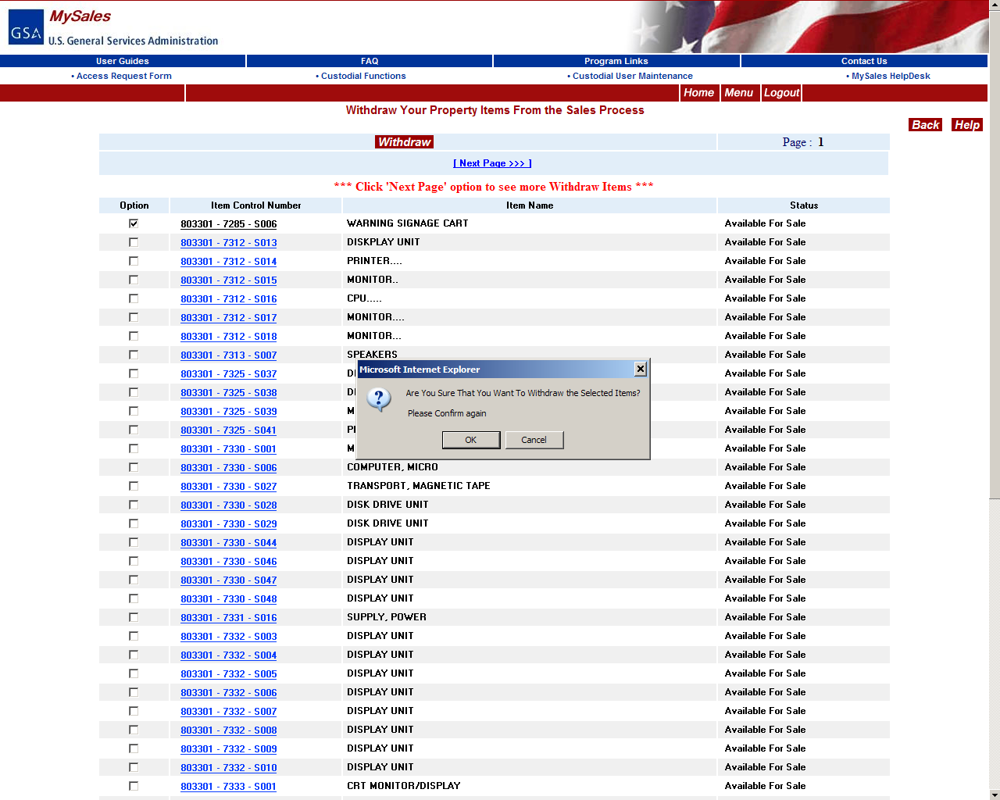 MySales
GSA
U.S. General Services Administration
User Guides FAQ Program Links Contact Us
• Access Request Form • Custodial Functions • Custodial User Maintenance • MySales HelpDesk
Home Menu Logout
Withdraw Your Property Items From the Sales Process
Back Help
Withdraw Page : 1
[ Next Page >>> ]
*** Click 'Next Page' option to see more Withdraw Items ***
Option Item Control Number Item Name Status
803301 - 7285 - S006 WARNING SIGNAGE CART Available For Sale
803301 - 7312 - S013 DISKPLAY UNIT Available For Sale
803301 - 7312 - S014 PRINTER.... Available For Sale
803301 - 7312 - S015 MONITOR.. Available For Sale
803301 - 7312 - S016 CPU..... Available For Sale
803301 - 7312 - S017 MONITOR.... Available For Sale
803301 - 7312 - S018 MONITOR... Available For Sale
803301 - 7313 - S007 SPEAKERS Available For Sale
803301 - 7325 - S037 Available For Sale
803301 - 7325 - S038 Available For Sale
803301 - 7325 - S039 Available For Sale
803301 - 7325 - S041 Available For Sale
803301 - 7330 - S001 Available For Sale
Microsoft Internet Explorer
Are You Sure That You Want To Withdraw the Selected Items?
Please Confirm again
OK Cancel
803301 - 7330 - S006 COMPUTER, MICRO Available For Sale
803301 - 7330 - S027 TRANSPORT, MAGNETIC TAPE Available For Sale
803301 - 7330 - S028 DISK DRIVE UNIT Available For Sale
803301 - 7330 - S029 DISK DRIVE UNIT Available For Sale
803301 - 7330 - S044 DISPLAY UNIT Available For Sale
803301 - 7330 - S046 DISPLAY UNIT Available For Sale
803301 - 7330 - S047 DISPLAY UNIT Available For Sale
803301 - 7330 - S048 DISPLAY UNIT Available For Sale
803301 - 7331 - S016 SUPPLY, POWER Available For Sale
803301 - 7332 - S003 DISPLAY UNIT Available For Sale
803301 - 7332 - S004 DISPLAY UNIT Available For Sale
803301 - 7332 - S005 DISPLAY UNIT Available For Sale
803301 - 7332 - S006 DISPLAY UNIT Available For Sale
803301 - 7332 - S007 DISPLAY UNIT Available For Sale
803301 - 7332 - S008 DISPLAY UNIT Available For Sale
803301 - 7332 - S009 DISPLAY UNIT Available For Sale
803301 - 7332 - S010 DISPLAY UNIT Available For Sale
803301 - 7333 - S001 CRT MONITOR/DISPLAY Available For Sale